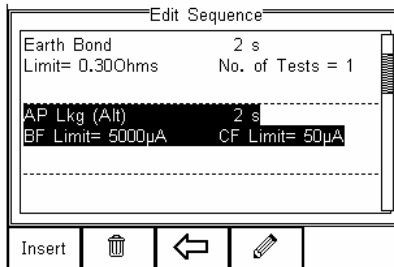 Edit Sequence
Earth Bond 2 s
Limit= 0.30Ohms No. of Tests = 1
AP Lkg (Alt) 2 s
BF Limit= 5000µA CF Limit= 50µA
Insert